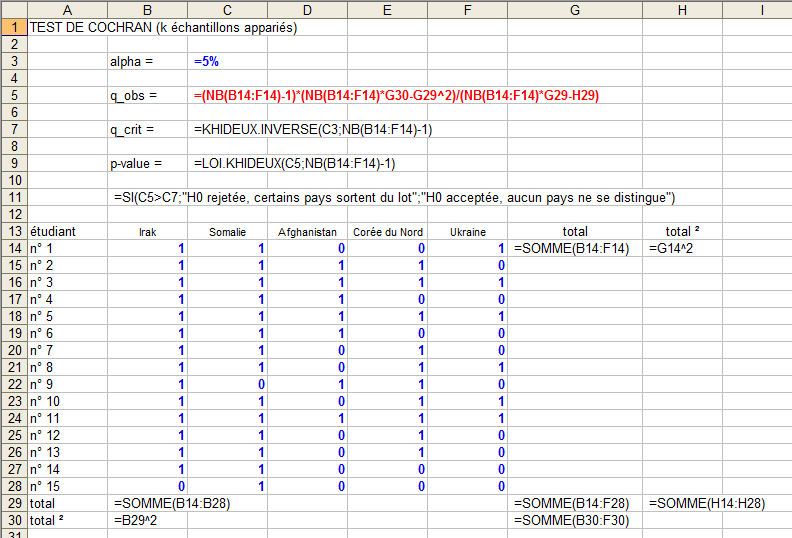 A B C D E F G H I
1 TEST DE COCHRAN (k échantillons appariés)
2
3 alpha = =5%
4
5 q_obs = =(NB(B14:F14)-1)*(NB(B14:F14)*G30-G29^2)/(NB(B14:F14)*G29-H29)
6
7 q_crit = =KHIDEUX.INVERSE(C3;NB(B14:F14)-1)
8
9 p-value = =LOI.KHIDEUX(C5;NB(B14:F14)-1)
10
11 =SI(C5>C7;"H0 rejetée, certains pays sortent du lot";"H0 acceptée, aucun pays ne se distingue")
12
13 étudiant Irak Somalie Afghanistan Corée du Nord Ukraine total total ²
14 n° 1 1 1 0 0 1 =SOMME(B14:F14) =G14^2
15 n° 2 1 1 1 1 0
16 n° 3 1 1 1 1 1
17 n° 4 1 1 1 0 0
18 n° 5 1 1 1 1 1
19 n° 6 1 1 1 0 0
20 n° 7 1 1 0 1 0
21 n° 8 1 1 0 1 1
22 n° 9 1 0 1 1 0
23 n° 10 1 1 0 1 1
24 n° 11 1 1 1 1 1
25 n° 12 1 1 0 1 0
26 n° 13 1 1 0 1 0
27 n° 14 1 1 0 0 0
28 n° 15 0 1 0 0 0
29 total =SOMME(B14:B28) =SOMME(B14:F28) =SOMME(H14:H28)
30 total ² =B29^2 =SOMME(B30:F30)
31